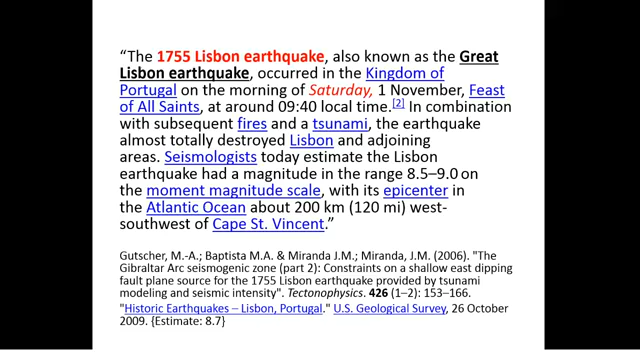 “The 1755 Lisbon earthquake, also known as the Great
Lisbon earthquake, occurred in the Kingdom of
Portugal on the morning of Saturday, 1 November, Feast
of All Saints, at around 09:40 local time.[2] In combination
with subsequent fires and a tsunami, the earthquake
almost totally destroyed Lisbon and adjoining
areas. Seismologists today estimate the Lisbon
earthquake had a magnitude in the range 8.5–9.0 on
the moment magnitude scale, with its epicenter in
the Atlantic Ocean about 200 km (120 mi) west-
southwest of Cape St. Vincent.”
Gutscher, M.-A.; Baptista M.A. & Miranda J.M.; Miranda, J.M. (2006). "The
Gibraltar Arc seismogenic zone (part 2): Constraints on a shallow east dipping
fault plane source for the 1755 Lisbon earthquake provided by tsunami
modeling and seismic intensity". Tectonophysics. 426 (1–2): 153–166.
"Historic Earthquakes – Lisbon, Portugal." U.S. Geological Survey, 26 October
2009. {Estimate: 8.7}